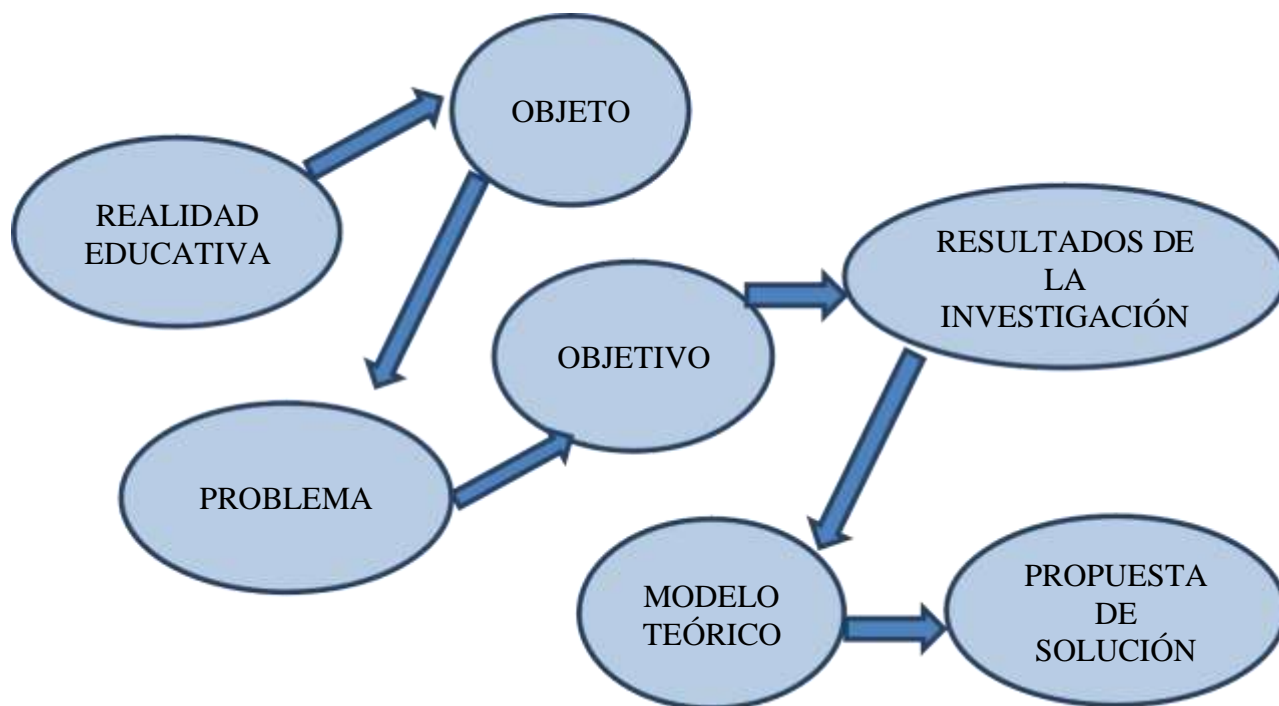 REALIDAD
EDUCATIVA
OBJETO
PROBLEMA
OBJETIVO
RESULTADOS DE
LA
INVESTIGACIÓN
MODELO
TEÓRICO
PROPUESTA
DE
SOLUCIÓN